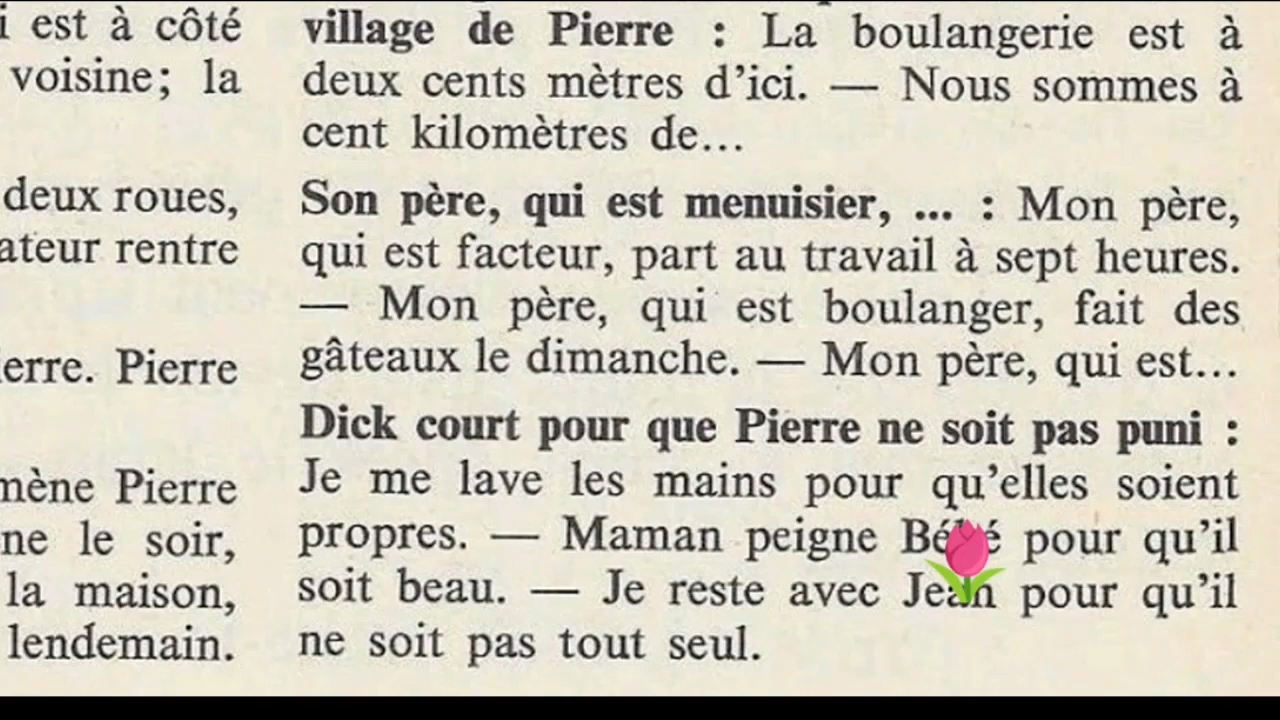 i est à côté
voisine; la
deux roues,
ateur rentre
ierre. Pierre
mène Pierre
ne le soir,
la maison,
lendemain.
village de Pierre : La boulangerie est à
deux cents mètres d'ici. — Nous sommes à
cent kilomètres de...
Son père, qui est menuisier, ... : Mon père,
qui est facteur, part au travail à sept heures.
— Mon père, qui est boulanger, fait des
gâteaux le dimanche. — Mon père, qui est...
Dick court pour que Pierre ne soit pas puni :
Je me lave les mains pour qu'elles soient
propres. — Maman peigne Bébé pour qu'il
soit beau. — Je reste avec Jean pour qu'il
ne soit pas tout seul.